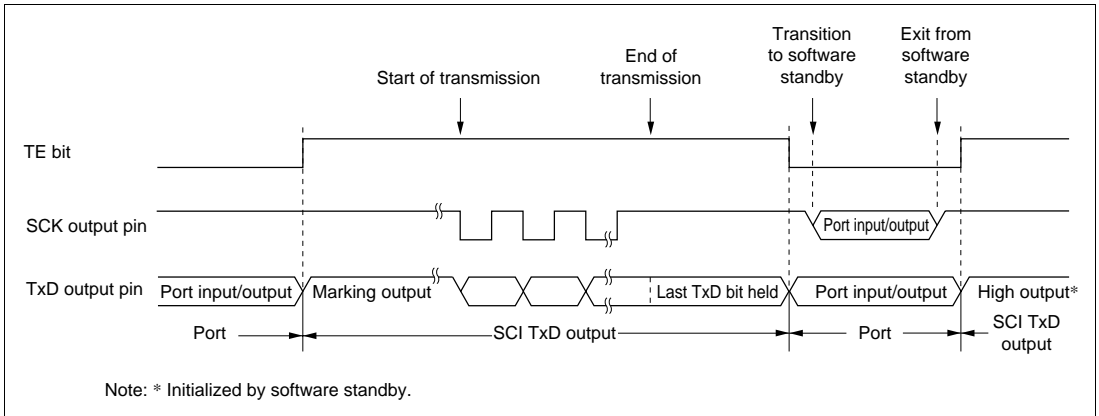 Start of transmission
End of
transmission
Transition
to software
standby
Exit from
software
standby
TE bit
SCK output pin
Port input/output
TxD output pin
Port input/output
Marking output
Last TxD bit held
Port input/output
High output*
Port
SCI TxD output
Port
SCI TxD
output
Note: * Initialized by software standby.